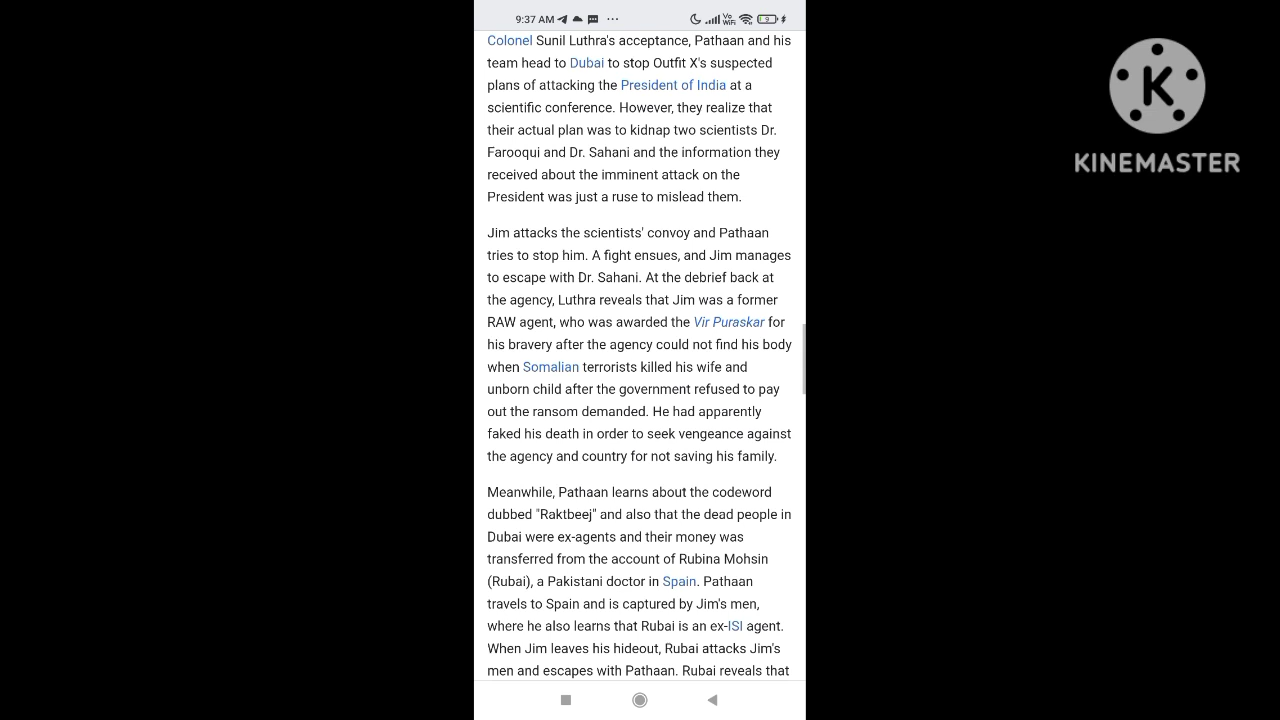 9:37 AM
Vo
WiFi
9
Colonel Sunil Luthra's acceptance, Pathaan and his
team head to Dubai to stop Outfit X's suspected
plans of attacking the President of India at a
scientific conference. However, they realize that
their actual plan was to kidnap two scientists Dr.
Farooqui and Dr. Sahani and the information they
received about the imminent attack on the
President was just a ruse to mislead them.
Jim attacks the scientists' convoy and Pathaan
tries to stop him. A fight ensues, and Jim manages
to escape with Dr. Sahani. At the debrief back at
the agency, Luthra reveals that Jim was a former
RAW agent, who was awarded the Vir Puraskar for
his bravery after the agency could not find his body
when Somalian terrorists killed his wife and
unborn child after the government refused to pay
out the ransom demanded. He had apparently
faked his death in order to seek vengeance against
the agency and country for not saving his family.
Meanwhile, Pathaan learns about the codeword
dubbed "Raktbeej" and also that the dead people in
Dubai were ex-agents and their money was
transferred from the account of Rubina Mohsin
(Rubai), a Pakistani doctor in Spain. Pathaan
travels to Spain and is captured by Jim's men,
where he also learns that Rubai is an ex-ISI agent.
When Jim leaves his hideout, Rubai attacks Jim's
men and escapes with Pathaan. Rubai reveals that
K
KINEMASTER